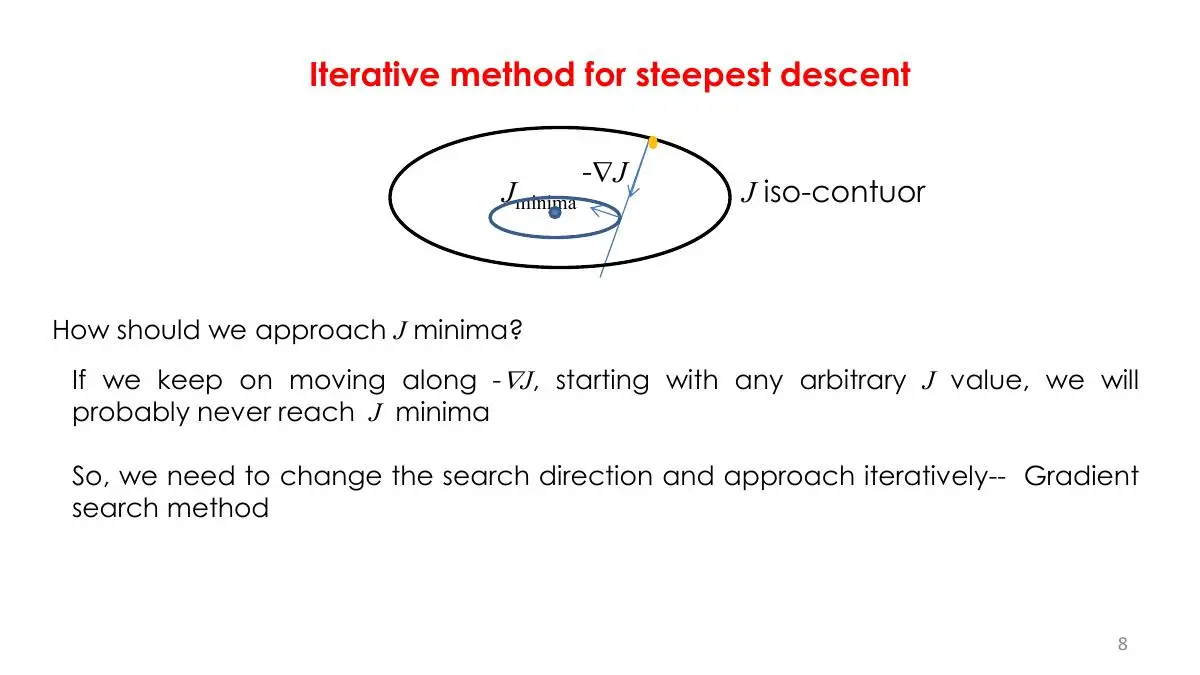 Iterative method for steepest descent
-∇J
Jminima
J iso-contuor
How should we approach J minima?
If we keep on moving along -∇J, starting with any arbitrary J value, we will
probably never reach J minima
So, we need to change the search direction and approach iteratively-- Gradient
search method
8